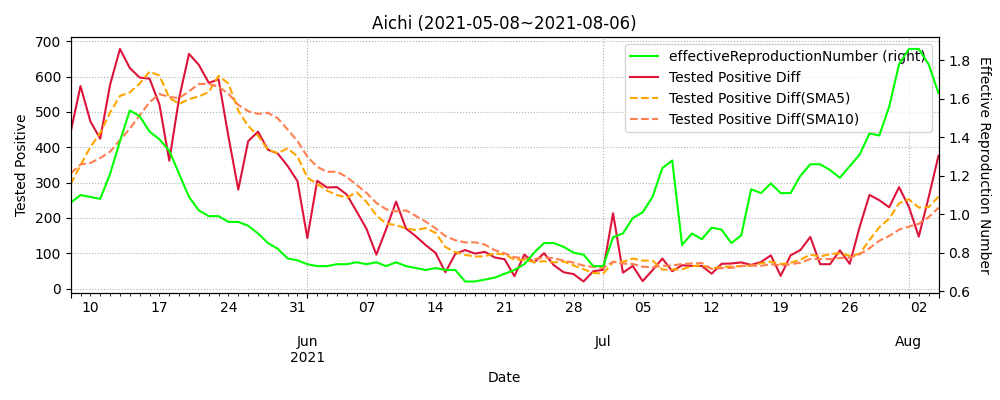 Aichi (2021-05-08~2021-08-06)
effectiveReproductionNumber (right)
Tested Positive Diff
Tested Positive Diff(SMA5)
Tested Positive Diff(SMA10)
Tested Positive
700
600
500
400
300
200
100
0
1.8
1.6
1.4
1.2
1.0
0.8
0.6
Effective Reproduction Number
10 17 24 31 07 14 21 28 05 12 19 26 02
Jun Jul Aug
2021
Date